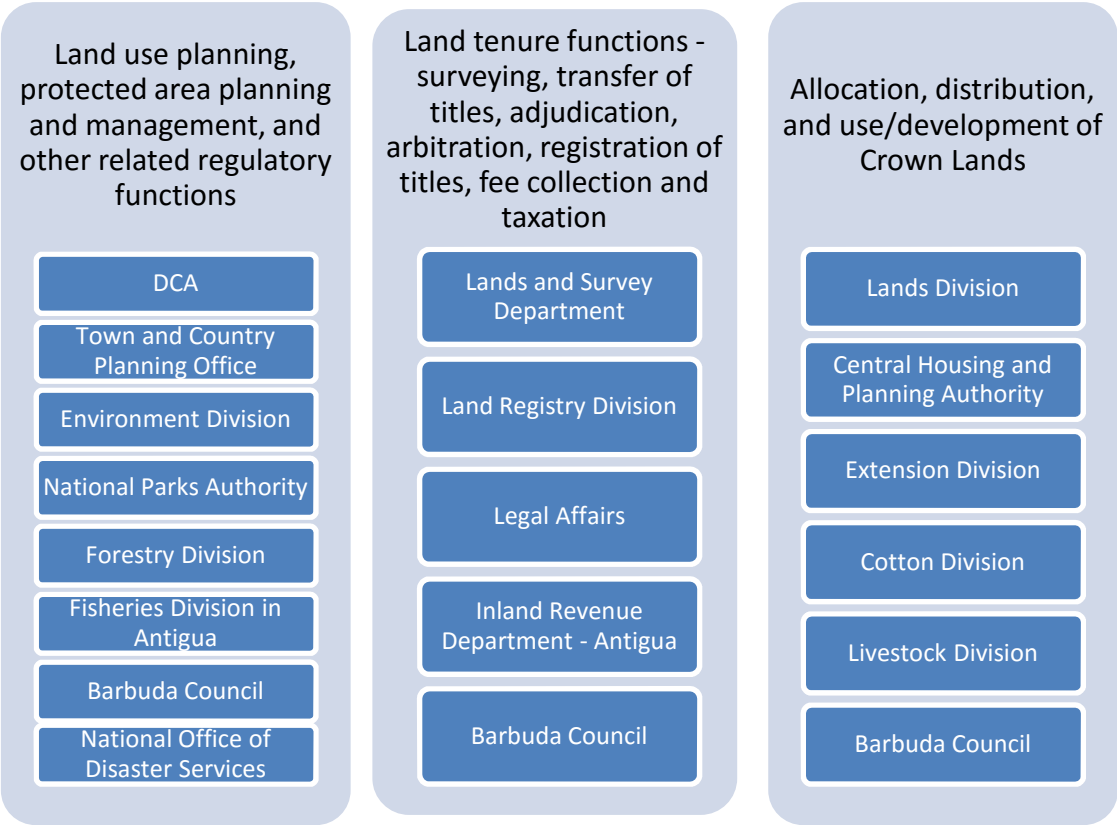 Land use planning,
protected area planning
and management, and
other related regulatory
functions
DCA
Town and Country
Planning Office
Environment Division
National Parks Authority
Forestry Division
Fisheries Division in
Antigua
Barbuda Council
National Office of
Disaster Services
Land tenure functions -
surveying, transfer of
titles, adjudication,
arbitration, registration of
titles, fee collection and
taxation
Lands and Survey
Department
Land Registry Division
Legal Affairs
Inland Revenue
Department - Antigua
Barbuda Council
Allocation, distribution,
and use/development of
Crown Lands
Lands Division
Central Housing and
Planning Authority
Extension Division
Cotton Division
Livestock Division
Barbuda Council